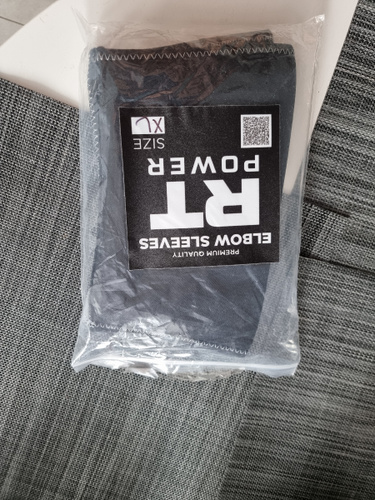 PREMIUM QUALITY
ELBOW SLEEVES
RT
POWER
SIZE
XL